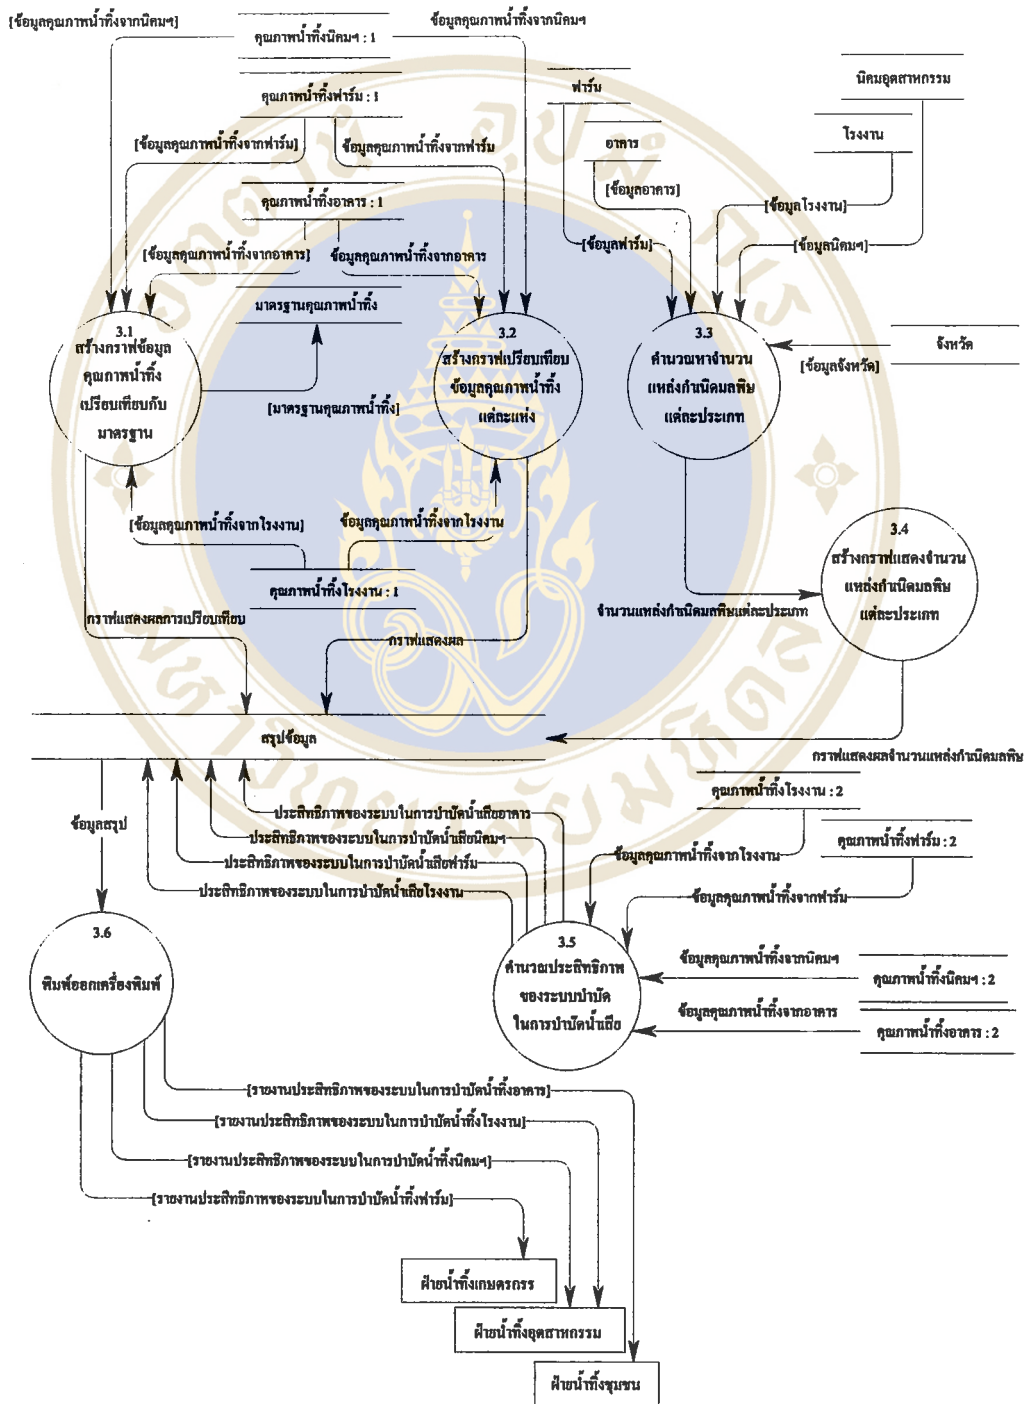 [ข้อมูลคุณภาพน้ำทิ้งจากนิคมฯ]
ข้อมูลคุณภาพน้ำทิ้งจากนิคมฯ
คุณภาพน้ำทิ้งนิคมฯ : 1
คุณภาพน้ำทิ้งฟาร์ม : 1
ฟาร์ม
นิคมอุตสาหกรรม
[ข้อมูลคุณภาพน้ำทิ้งจากฟาร์ม]
ข้อมูลคุณภาพน้ำทิ้งจากฟาร์ม
อาคาร
โรงงาน
คุณภาพน้ำทิ้งอาคาร : 1
[ข้อมูลอาคาร]
[ข้อมูลโรงงาน]
[ข้อมูลคุณภาพน้ำทิ้งจากอาคาร]
ข้อมูลคุณภาพน้ำทิ้งจากอาคาร
[ข้อมูลฟาร์ม]
[ข้อมูลนิคมฯ]
มาตรฐานคุณภาพน้ำทิ้ง
3.1
สร้างกราฟข้อมูล
คุณภาพน้ำทิ้ง
เปรียบเทียบกับ
มาตรฐาน
3.2
สร้างกราฟเปรียบเทียบ
ข้อมูลคุณภาพน้ำทิ้ง
แต่ละแห่ง
3.3
คำนวณหาจำนวน
แหล่งกำเนิดมลพิษ
แต่ละประเภท
จังหวัด
[ข้อมูลจังหวัด]
[มาตรฐานคุณภาพน้ำทิ้ง]
[ข้อมูลคุณภาพน้ำทิ้งจากโรงงาน]
ข้อมูลคุณภาพน้ำทิ้งจากโรงงาน
3.4
สร้างกราฟแสดงจำนวน
แหล่งกำเนิดมลพิษ
แต่ละประเภท
คุณภาพน้ำทิ้งโรงงาน : 1
จำนวนแหล่งกำเนิดมลพิษแต่ละประเภท
กราฟแสดงผลการเปรียบเทียบ
กราฟแสดงผล
สรุปข้อมูล
กราฟแสดงผลจำนวนแหล่งกำเนิดมลพิษ
คุณภาพน้ำทิ้งโรงงาน : 2
ข้อมูลสรุป
ประสิทธิภาพของระบบในการบำบัดน้ำเสียอาคาร
ประสิทธิภาพของระบบในการบำบัดน้ำเสียนิคมฯ
ประสิทธิภาพของระบบในการบำบัดน้ำเสียฟาร์ม
ประสิทธิภาพของระบบในการบำบัดน้ำเสียโรงงาน
คุณภาพน้ำทิ้งฟาร์ม : 2
ข้อมูลคุณภาพน้ำทิ้งจากโรงงาน
ข้อมูลคุณภาพน้ำทิ้งจากฟาร์ม
3.6
พิมพ์ออกเครื่องพิมพ์
3.5
คำนวณประสิทธิภาพ
ของระบบบำบัด
ในการบำบัดน้ำเสีย
ข้อมูลคุณภาพน้ำทิ้งจากนิคมฯ
คุณภาพน้ำทิ้งนิคมฯ : 2
ข้อมูลคุณภาพน้ำทิ้งจากอาคาร
คุณภาพน้ำทิ้งอาคาร : 2
[รายงานประสิทธิภาพของระบบในการบำบัดน้ำทิ้งอาคาร]
[รายงานประสิทธิภาพของระบบในการบำบัดน้ำทิ้งโรงงาน]
[รายงานประสิทธิภาพของระบบในการบำบัดน้ำทิ้งนิคมฯ]
[รายงานประสิทธิภาพของระบบในการบำบัดน้ำทิ้งฟาร์ม]
ฝ่ายน้ำทิ้งเกษตรกรร
ฝ่ายน้ำทิ้งอุตสาหกรรม
ฝ่ายน้ำทิ้งชุมชน
อตฺตานํ อุปมํ กเร
มหาวิทยาลัยมหิดล